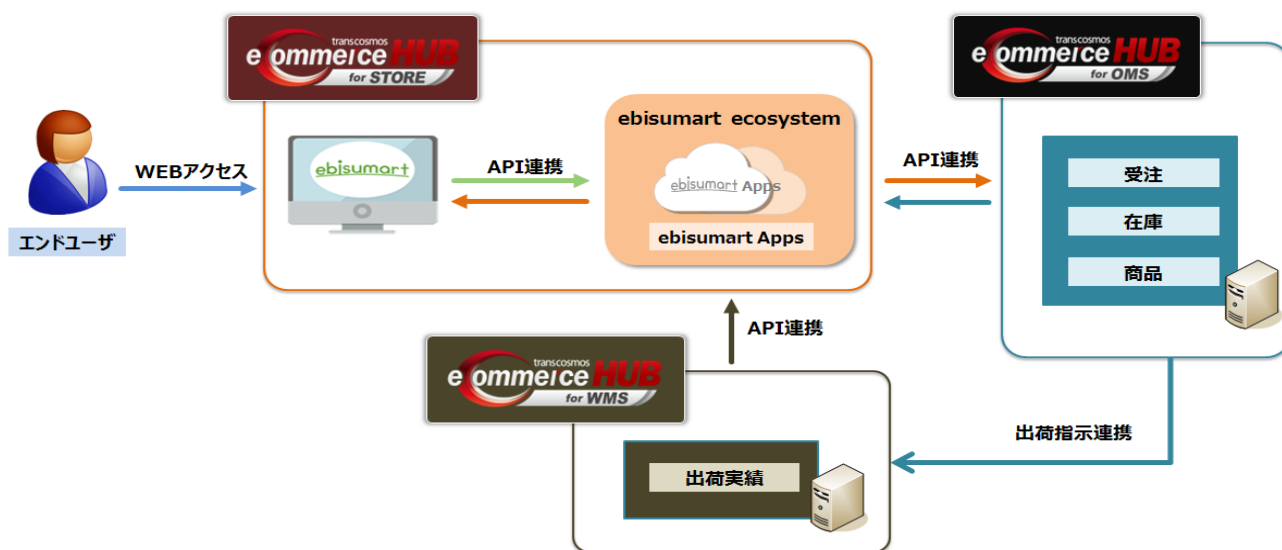 transcosmos
eCommerce HUB
for STORE
transcosmos
eCommerce HUB
for OMS
ebisumart ecosystem
ebisumart
ebisumart Apps
ebisumart Apps
WEBアクセス
API連携
API連携
エンドユーザ
受注
在庫
商品
API連携
transcosmos
eCommerce HUB
for WMS
出荷指示連携
出荷実績